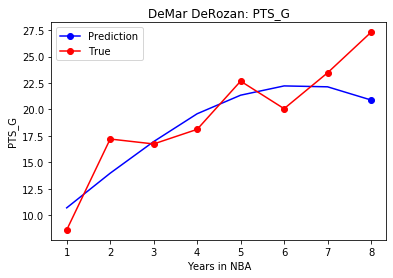 DeMar DeRozan: PTS_G
Prediction
True
27.5
25.0
22.5
20.0
17.5
15.0
12.5
10.0
PTS_G
1 2 3 4 5 6 7 8
Years in NBA